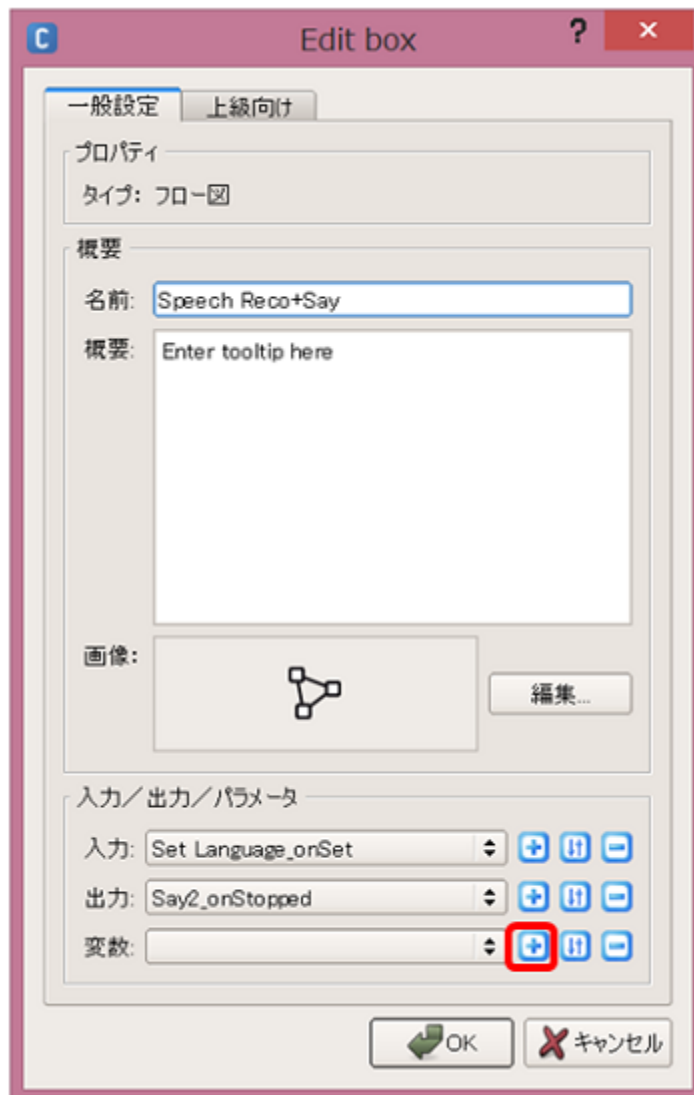 C Edit box ? ×
一般設定 上級向け
プロパティ
タイプ: フロー図
概要
名前: Speech Reco+Say
概要: Enter tooltip here
画像:
編集...
入力／出力／パラメータ
入力: Set Language_onSet
出力: Say2_onStopped
変数:
OK キャンセル